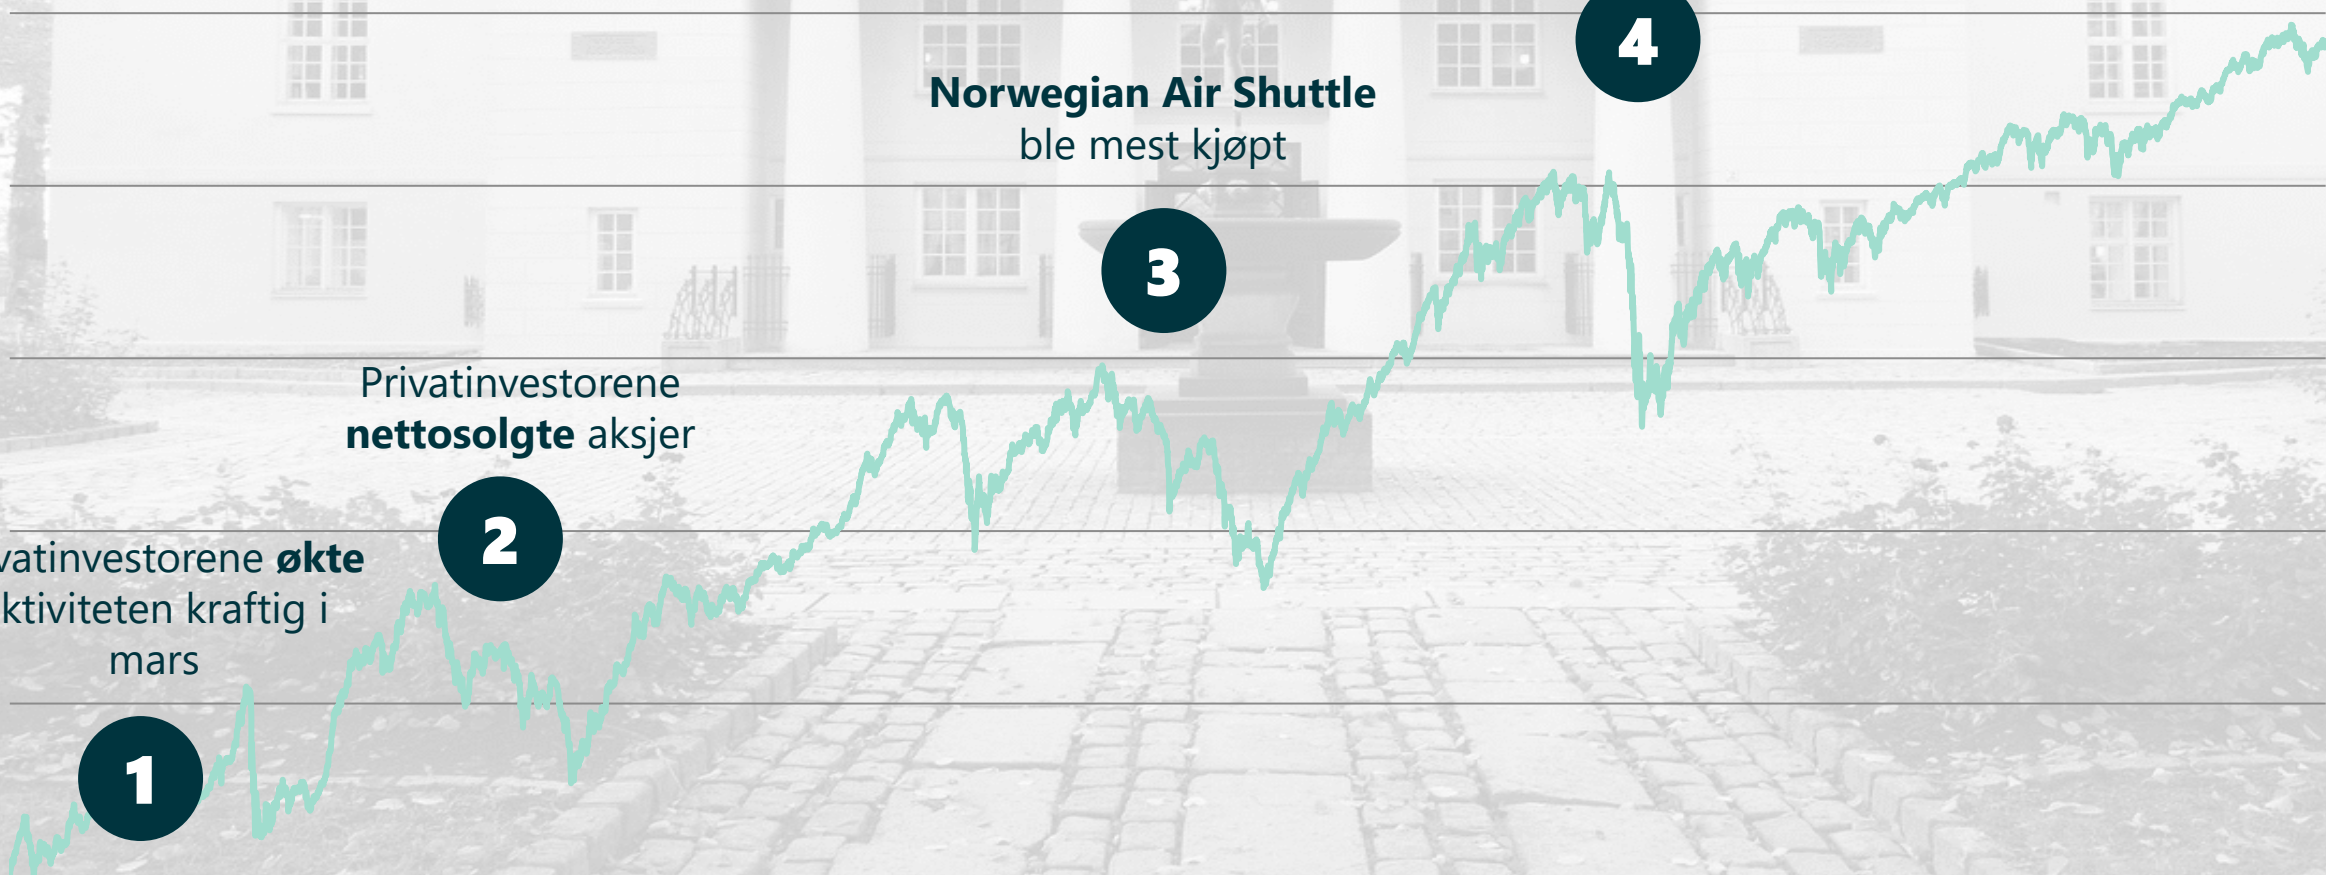 4
Norwegian Air Shuttle
ble mest kjøpt
3
Privatinvestorene
nettosolgte aksjer
2
vatinvestorene økte
ktiviteten kraftig i
mars
1